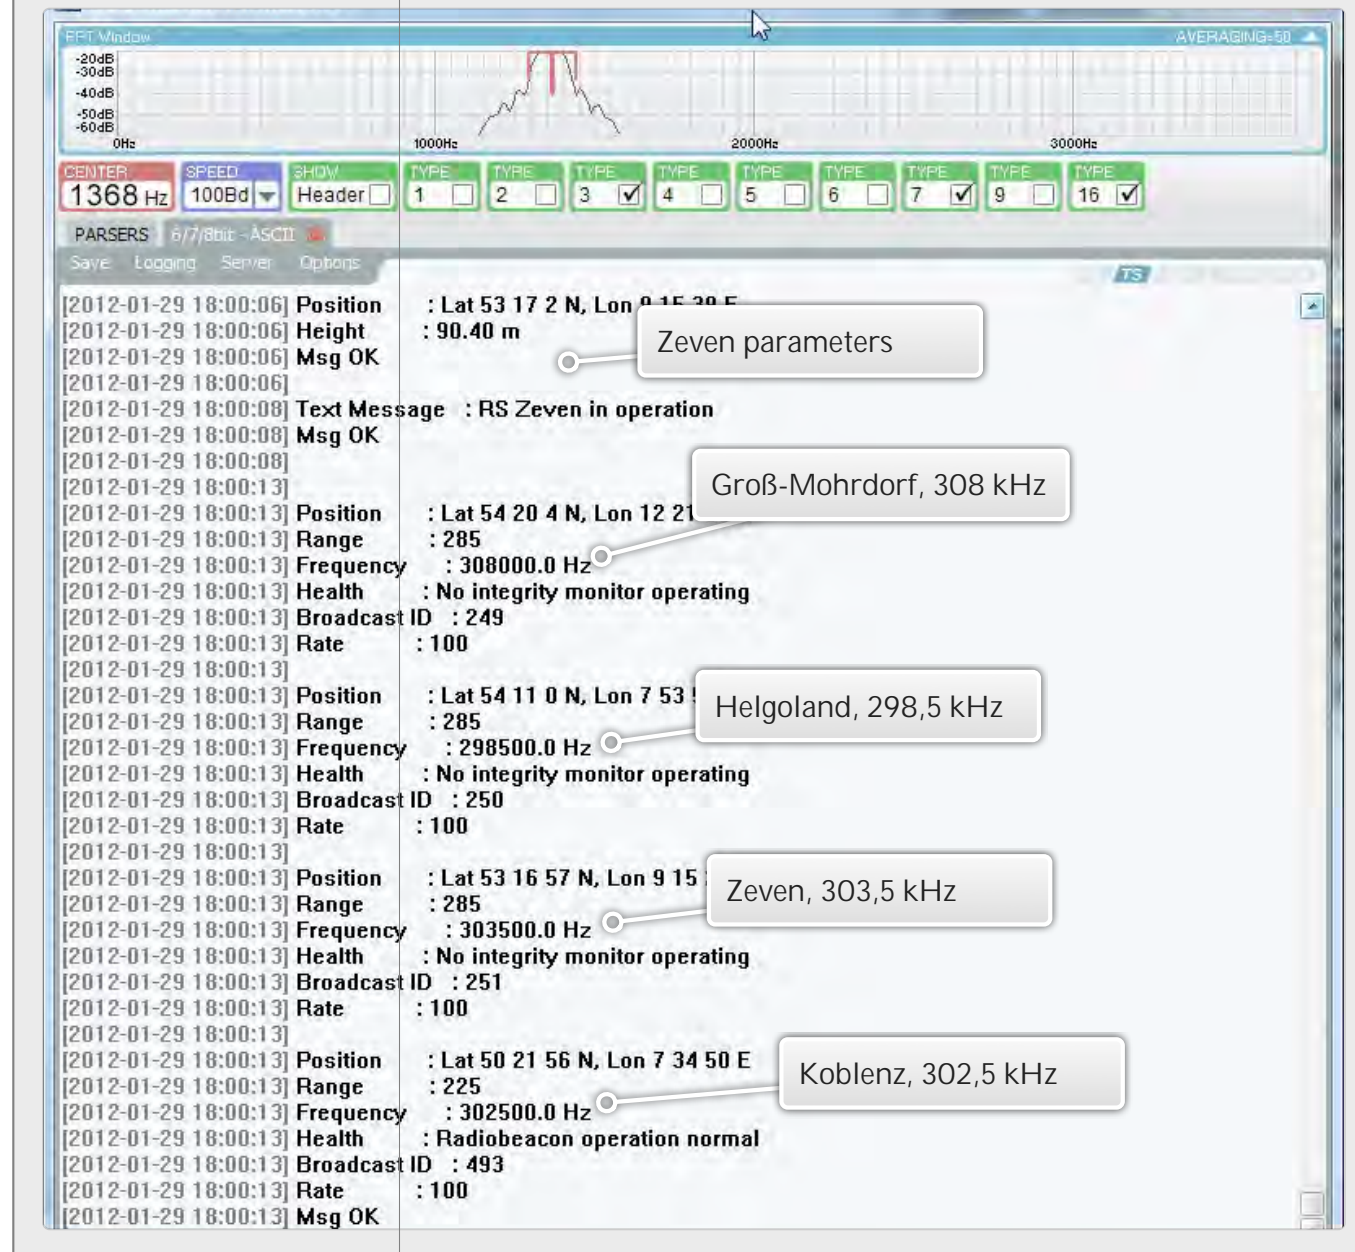 FFT Window AVERAGING=50
-20dB
-30dB
-40dB
-50dB
-60dB
0Hz 1000Hz 2000Hz 3000Hz
CENTER SPEED SHOW TYPE TYPE TYPE TYPE TYPE TYPE TYPE TYPE TYPE
1368 Hz 100Bd Header 1 2 3 4 5 6 7 9 16
PARSERS 6/7/8bit - ASCII
Save Logging Server Options
TS
[2012-01-29 18:00:06] Position : Lat 53 17 2 N, Lon 9 15 E
[2012-01-29 18:00:06] Height : 90.40 m
Zeven parameters
[2012-01-29 18:00:06] Msg OK
[2012-01-29 18:00:06]
[2012-01-29 18:00:08] Text Message : RS Zeven in operation
[2012-01-29 18:00:08] Msg OK
[2012-01-29 18:00:08]
Groß-Mohrdorf, 308 kHz
[2012-01-29 18:00:13]
[2012-01-29 18:00:13] Position : Lat 54 20 4 N, Lon 12 21
[2012-01-29 18:00:13] Range : 285
[2012-01-29 18:00:13] Frequency : 308000.0 Hz
[2012-01-29 18:00:13] Health : No integrity monitor operating
[2012-01-29 18:00:13] Broadcast ID : 249
[2012-01-29 18:00:13] Rate : 100
[2012-01-29 18:00:13]
[2012-01-29 18:00:13] Position : Lat 54 11 0 N, Lon 7 53
Helgoland, 298,5 kHz
[2012-01-29 18:00:13] Range : 285
[2012-01-29 18:00:13] Frequency : 298500.0 Hz
[2012-01-29 18:00:13] Health : No integrity monitor operating
[2012-01-29 18:00:13] Broadcast ID : 250
[2012-01-29 18:00:13] Rate : 100
[2012-01-29 18:00:13]
[2012-01-29 18:00:13] Position : Lat 53 16 57 N, Lon 9 15
Zeven, 303,5 kHz
[2012-01-29 18:00:13] Range : 285
[2012-01-29 18:00:13] Frequency : 303500.0 Hz
[2012-01-29 18:00:13] Health : No integrity monitor operating
[2012-01-29 18:00:13] Broadcast ID : 251
[2012-01-29 18:00:13] Rate : 100
[2012-01-29 18:00:13]
[2012-01-29 18:00:13] Position : Lat 50 21 56 N, Lon 7 34 50 E
Koblenz, 302,5 kHz
[2012-01-29 18:00:13] Range : 225
[2012-01-29 18:00:13] Frequency : 302500.0 Hz
[2012-01-29 18:00:13] Health : Radiobeacon operation normal
[2012-01-29 18:00:13] Broadcast ID : 493
[2012-01-29 18:00:13] Rate : 100
[2012-01-29 18:00:13] Msg OK